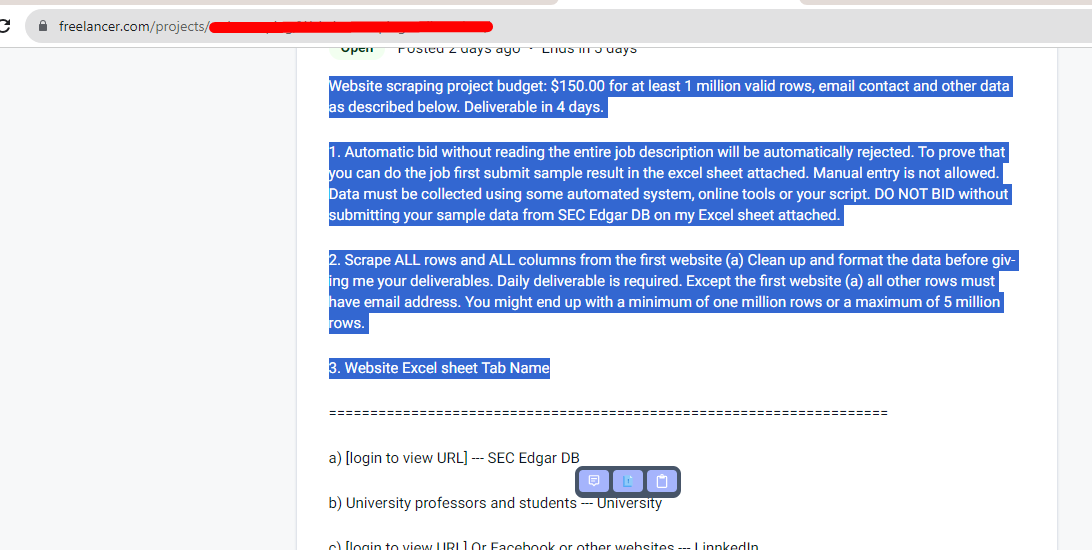 freelancer.com/projects/
Open Posted 2 days ago · Ends in 5 days
Website scraping project budget: $150.00 for at least 1 million valid rows, email contact and other data
as described below. Deliverable in 4 days.
1. Automatic bid without reading the entire job description will be automatically rejected. To prove that
you can do the job first submit sample result in the excel sheet attached. Manual entry is not allowed.
Data must be collected using some automated system, online tools or your script. DO NOT BID without
submitting your sample data from SEC Edgar DB on my Excel sheet attached.
2. Scrape ALL rows and ALL columns from the first website (a) Clean up and format the data before giv-
ing me your deliverables. Daily deliverable is required. Except the first website (a) all other rows must
have email address. You might end up with a minimum of one million rows or a maximum of 5 million
rows.
3. Website Excel sheet Tab Name
====================================================================
a) [login to view URL] --- SEC Edgar DB
b) University professors and students --- University
c) [login to view URL] Or Facebook or other websites --- LinnkedIn